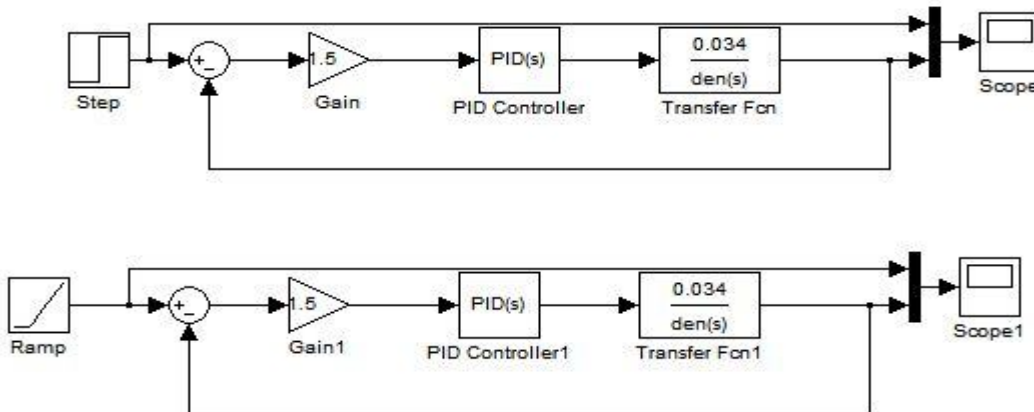 +
−
1.5
PID(s)
0.034
den(s)
Step
Gain
PID Controller
Transfer Fcn
Scope
+
−
1.5
PID(s)
0.034
den(s)
Ramp
Gain1
PID Controller1
Transfer Fcn1
Scope1